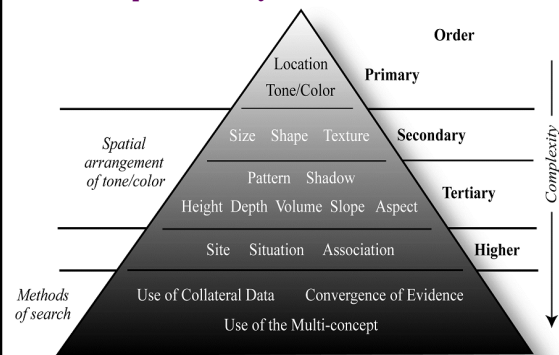 Order
Location
Tone/Color
Primary
Size Shape Texture
Secondary
Spatial
arrangement
of tone/color
Pattern Shadow
Height Depth Volume Slope Aspect
Tertiary
Complexity
Site Situation Association
Higher
Methods
of search
Use of Collateral Data Convergence of Evidence
Use of the Multi-concept